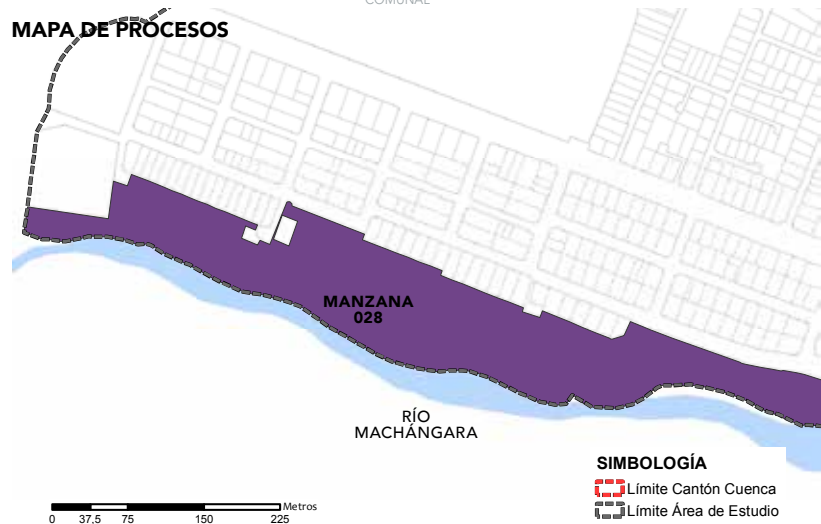 COMUNAL
MAPA DE PROCESOS
MANZANA
028
RÍO
MACHÁNGARA
SIMBOLOGÍA
Límite Cantón Cuenca
Límite Área de Estudio
Metros
0 37,5 75 150 225